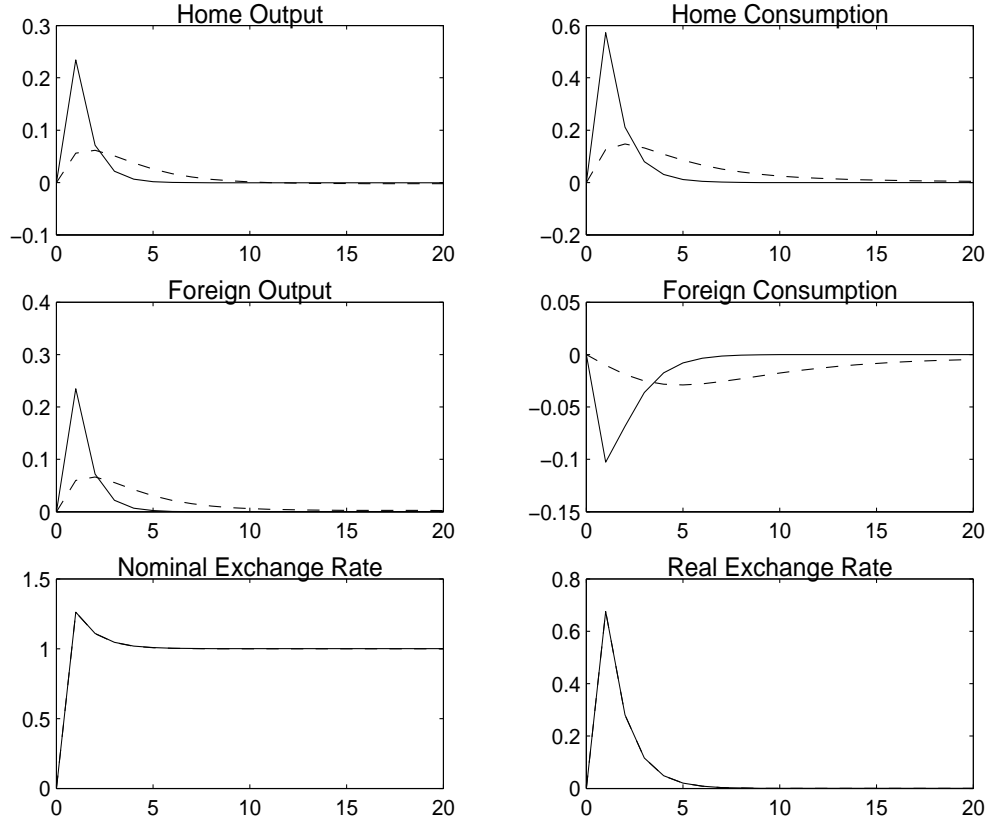 Home Output
0.3
0.2
0.1
0
−0.1
0 5 10 15 20
Home Consumption
0.6
0.4
0.2
0
−0.2
0 5 10 15 20
Foreign Output
0.4
0.3
0.2
0.1
0
0 5 10 15 20
Foreign Consumption
0.05
0
−0.05
−0.1
−0.15
0 5 10 15 20
Nominal Exchange Rate
1.5
1
0.5
0
0 5 10 15 20
Real Exchange Rate
0.8
0.6
0.4
0.2
0
0 5 10 15 20